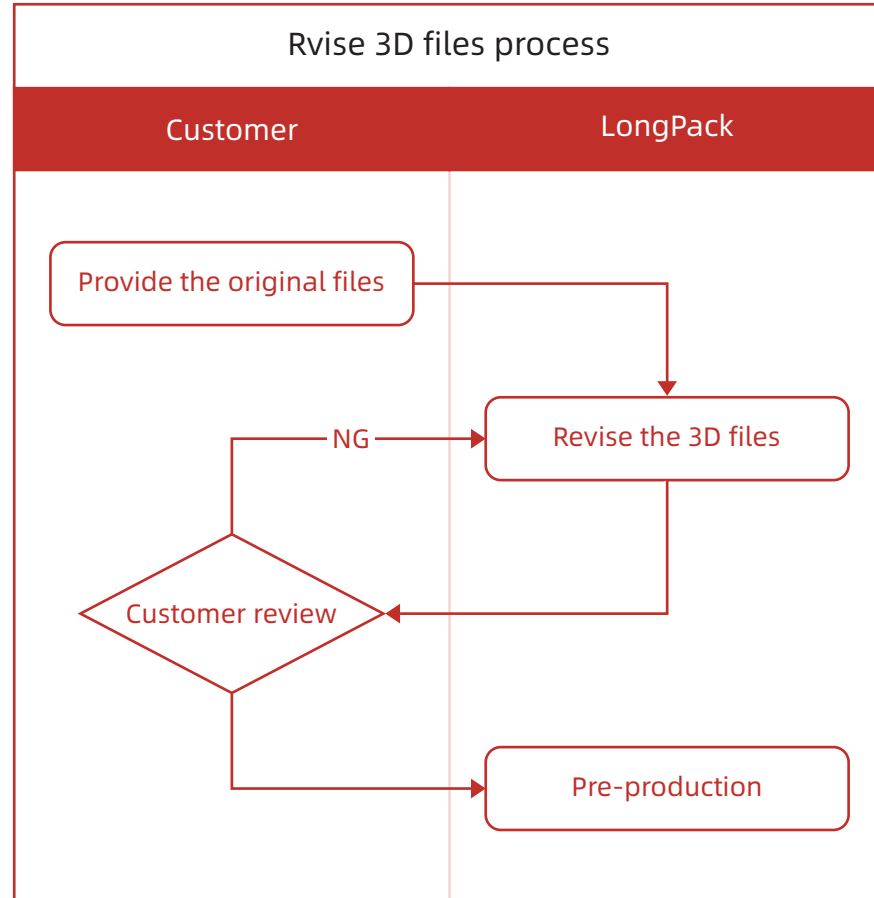 Rvise 3D files process
Customer
LongPack
Provide the original files
Revise the 3D files
NG
Customer review
Pre-production